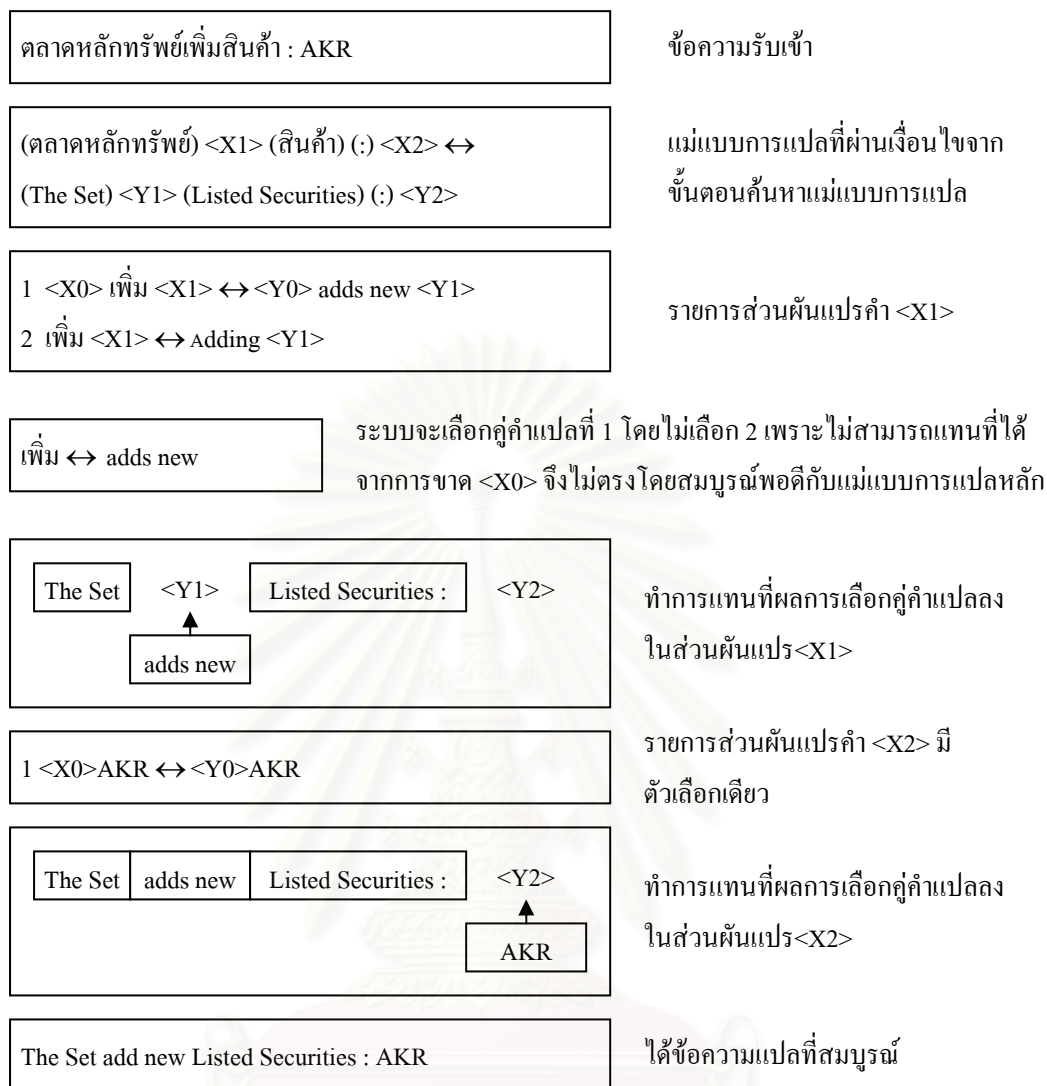 ตลาดหลักทรัพย์เพิ่มสินค้า : AKR
ข้อความรับเข้า
(ตลาดหลักทรัพย์) <X1> (สินค้า) (:) <X2> ↔
(The Set) <Y1> (Listed Securities) (:) <Y2>
แม่แบบการแปลที่ผ่านเงื่อนไขจาก
ขั้นตอนค้นหาแม่แบบการแปล
1 <X0> เพิ่ม <X1> ↔ <Y0> adds new <Y1>
2 เพิ่ม <X1> ↔ Adding <Y1>
รายการส่วนผันแปรคำ <X1>
เพิ่ม ↔ adds new
ระบบจะเลือกคู่คำแปลที่ 1 โดยไม่เลือก 2 เพราะไม่สามารถแทนที่ได้
จากการขาด <X0> จึงไม่ตรงโดยสมบูรณ์พอดีกับแม่แบบการแปลหลัก
The Set <Y1> Listed Securities : <Y2>
adds new
ทำการแทนที่ผลการเลือกคู่คำแปลลง
ในส่วนผันแปร<X1>
1 <X0>AKR ↔ <Y0>AKR
รายการส่วนผันแปรคำ <X2> มี
ตัวเลือกเดียว
The Set adds new Listed Securities : <Y2>
AKR
ทำการแทนที่ผลการเลือกคู่คำแปลลง
ในส่วนผันแปร<X2>
The Set add new Listed Securities : AKR
ได้ข้อความแปลที่สมบูรณ์